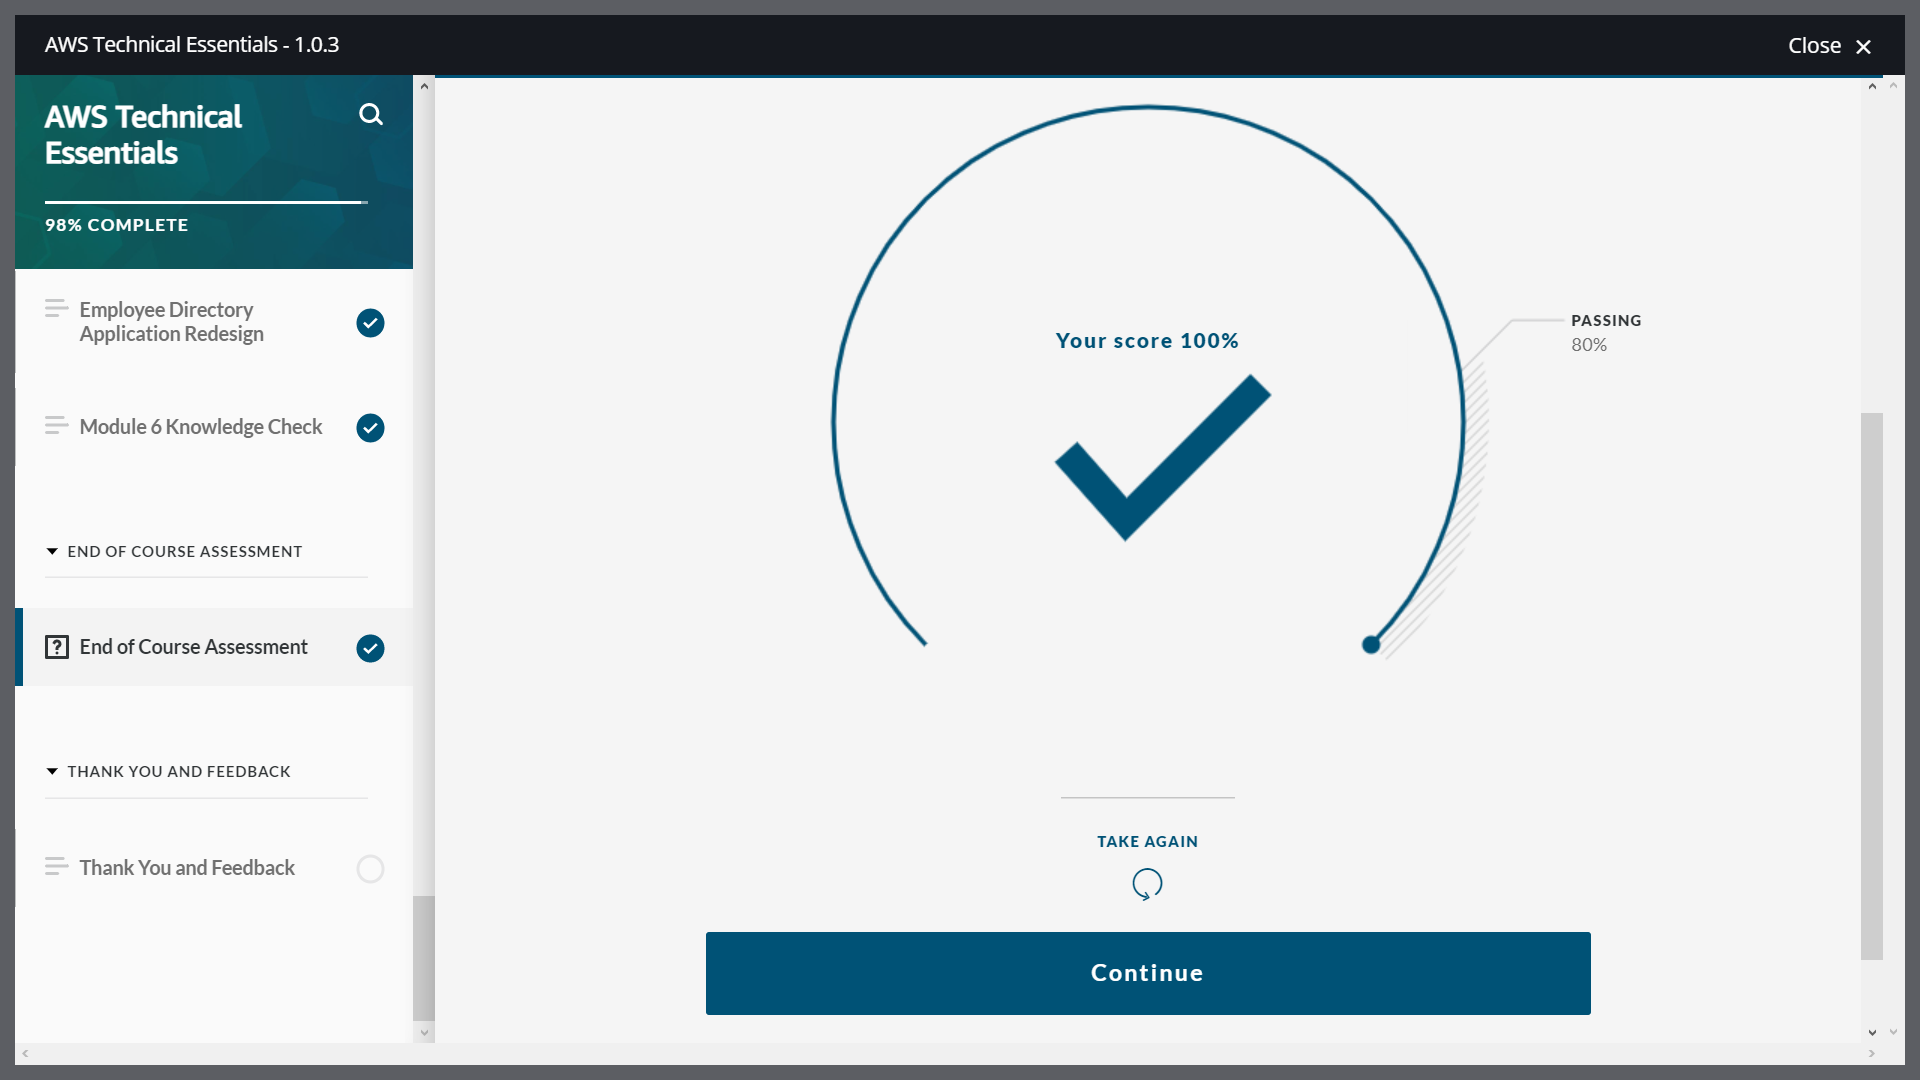 AWS Technical Essentials - 1.0.3
Close
AWS Technical
Essentials
98% COMPLETE
Employee Directory
Application Redesign
Module 6 Knowledge Check
END OF COURSE ASSESSMENT
End of Course Assessment
THANK YOU AND FEEDBACK
Thank You and Feedback
Your score 100%
PASSING
80%
TAKE AGAIN
Continue